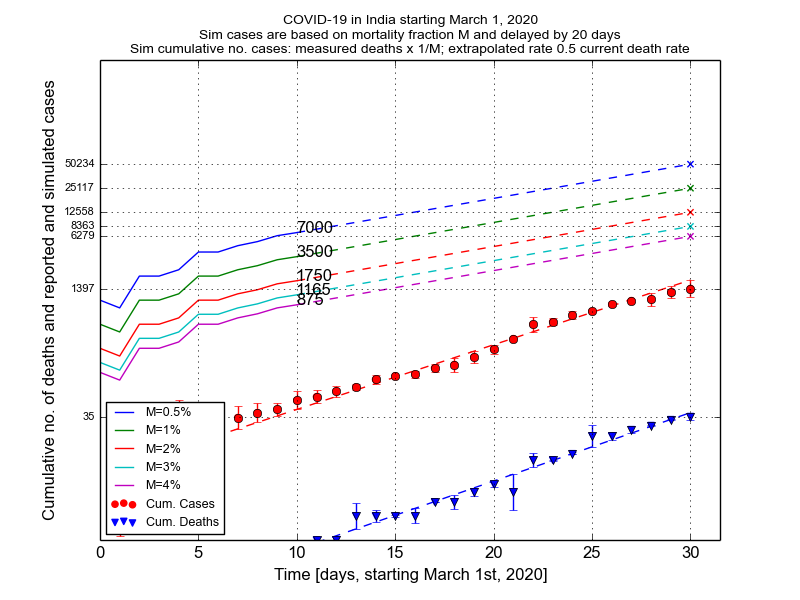 COVID-19 in India starting March 1, 2020
Sim cases are based on mortality fraction M and delayed by 20 days
Sim cumulative no. cases: measured deaths x 1/M; extrapolated rate 0.5 current death rate
Cumulative no. of deaths and reported and simulated cases
50234
25117
12558
8363
6279
1397
35
7000
3500
1750
1165
875
M=0.5%
M=1%
M=2%
M=3%
M=4%
Cum. Cases
Cum. Deaths
0 5 10 15 20 25 30
Time [days, starting March 1st, 2020]